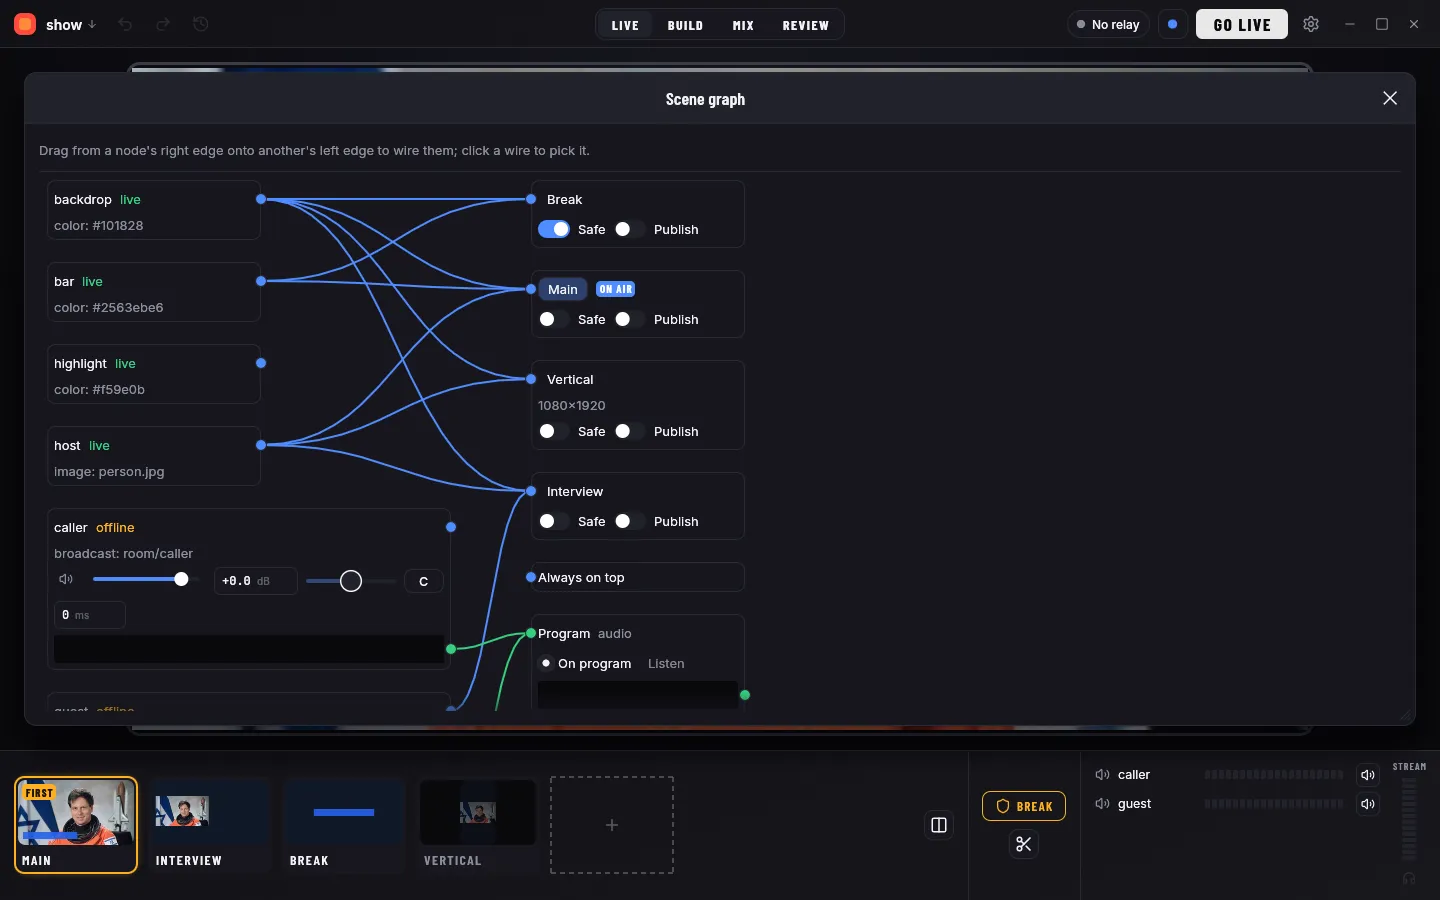 show
LIVE BUILD MIX REVIEW
No relay
GO LIVE
Scene graph
Drag from a node's right edge onto another's left edge to wire them; click a wire to pick it.
backdrop live
color: #101828
bar live
color: #2563ebe6
highlight live
color: #f59e0b
host live
image: person.jpg
caller offline
broadcast: room/caller
+0.0 dB
C
0 ms
guest offline
Break
Safe Publish
Main ON AIR
Safe Publish
Vertical
1080×1920
Safe Publish
Interview
Safe Publish
Always on top
Program audio
On program Listen
FIRST
MAIN
INTERVIEW
BREAK
VERTICAL
+
BREAK
caller
guest
STREAM